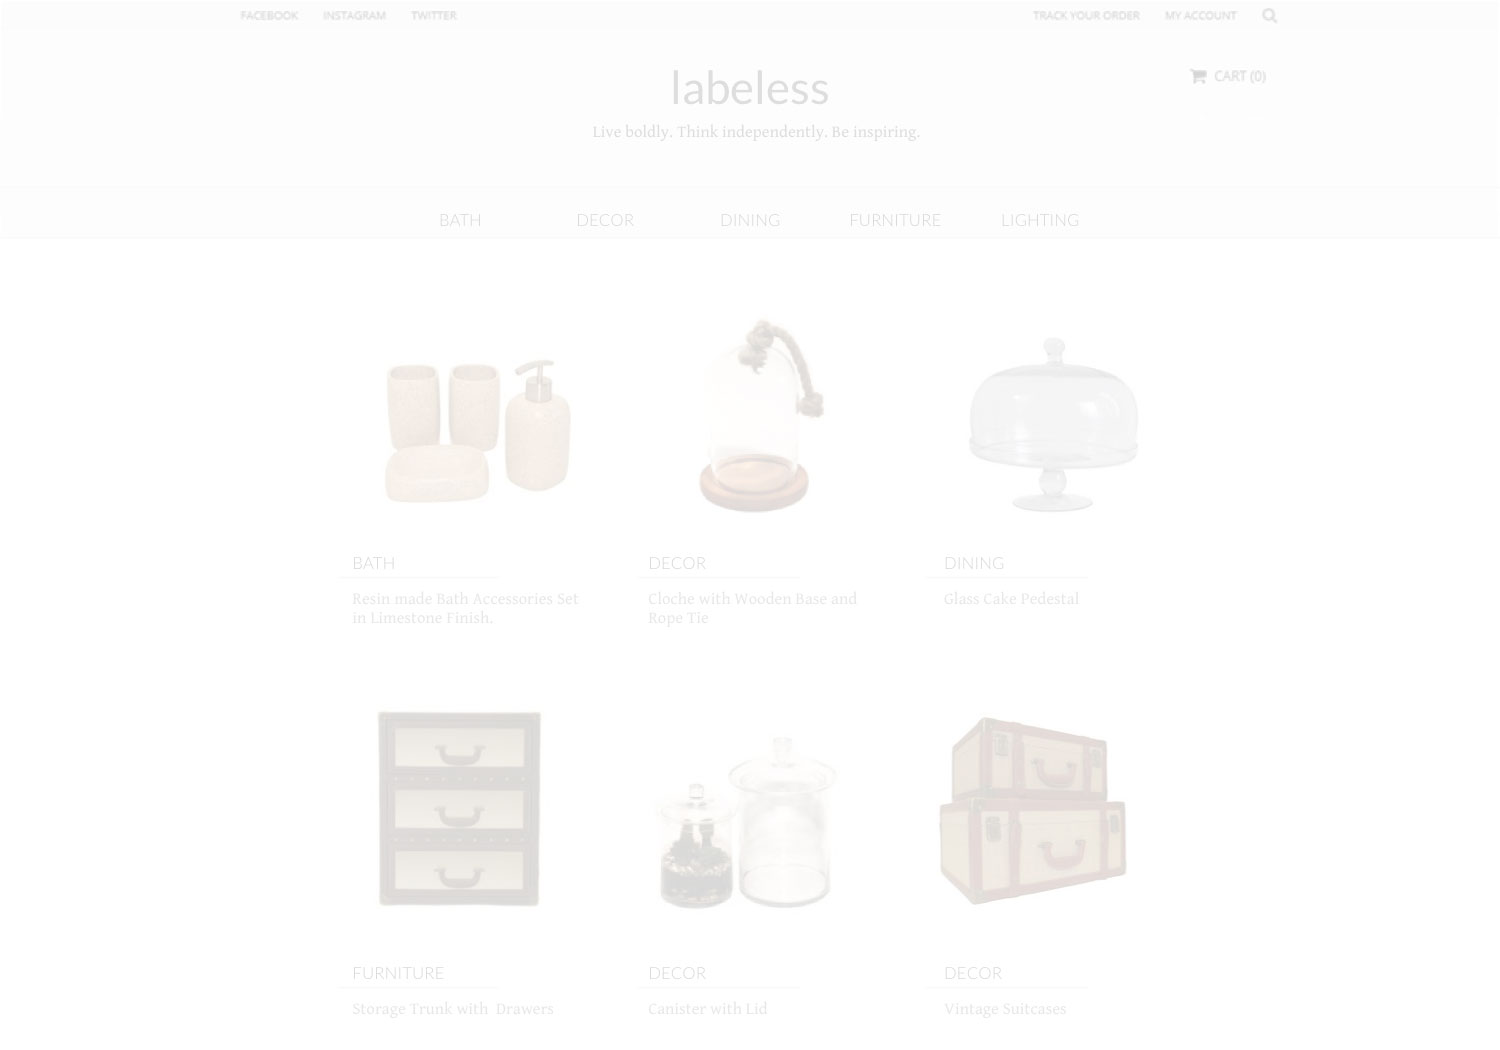 FACEBOOK INSTAGRAM TWITTER TRACK YOUR ORDER MY ACCOUNT
CART (0)
labeless
Live boldly. Think independently. Be inspiring.
BATH DECOR DINING FURNITURE LIGHTING
BATH DECOR DINING
Resin made Bath Accessories Set Cloche with Wooden Base and Glass Cake Pedestal
in Limestone Finish. Rope Tie
FURNITURE DECOR DECOR
Storage Trunk with Drawers Canister with Lid Vintage Suitcases